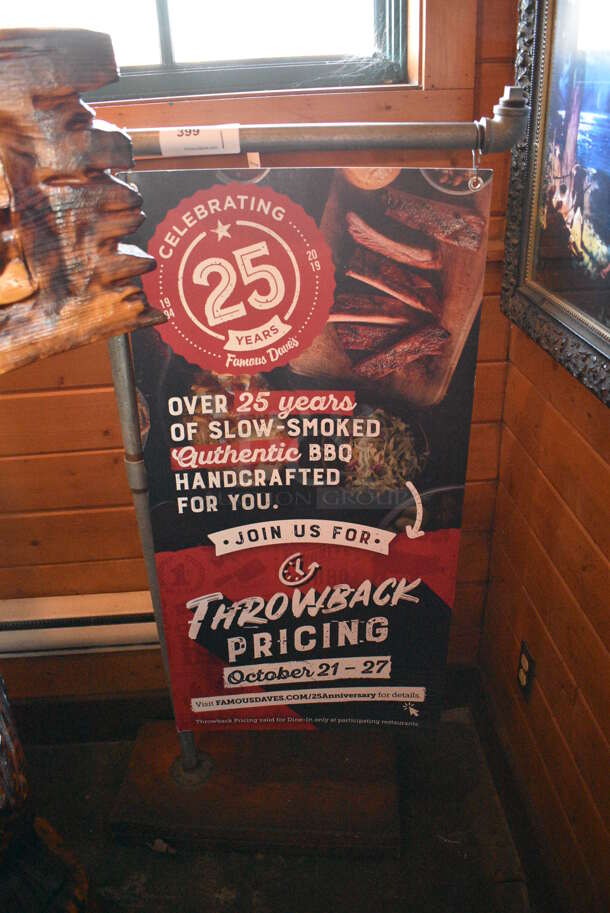 399
CELEBRATING
25
YEARS
1994
2019
Famous Dave's
OVER 25 years
OF SLOW-SMOKED
Authentic BBQ
HANDCRAFTED
FOR YOU.
• JOIN US FOR •
THROWBACK
PRICING
October 21 – 27
Visit FAMOUSDAVES.COM/25Anniversary for details.
Throwback Pricing valid for Dine-In only at participating restaurants.